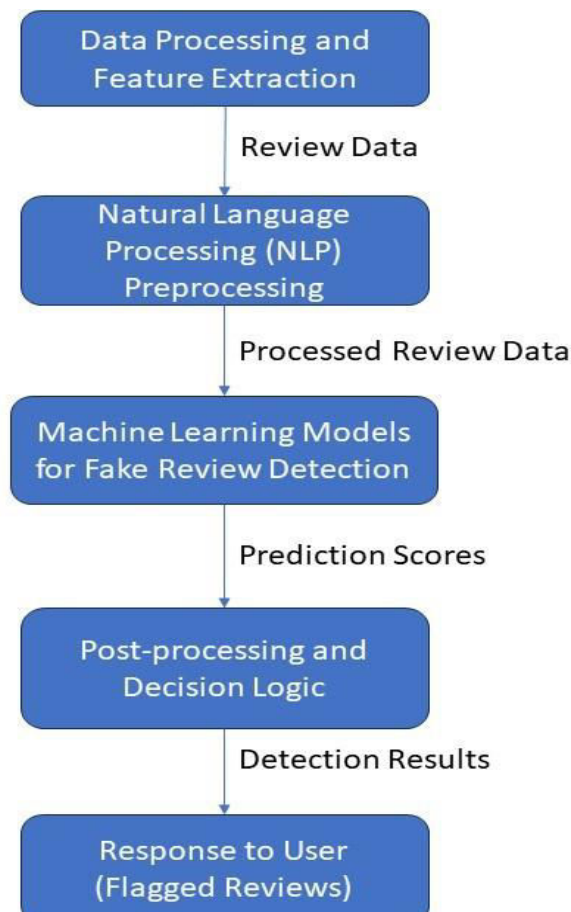 Data Processing and
Feature Extraction
Review Data
Natural Language
Processing (NLP)
Preprocessing
Processed Review Data
Machine Learning Models
for Fake Review Detection
Prediction Scores
Post-processing and
Decision Logic
Detection Results
Response to User
(Flagged Reviews)